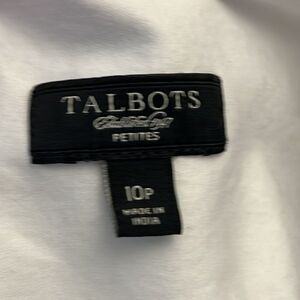 TALBOTS
PETITES
10P
MADE IN
INDIA